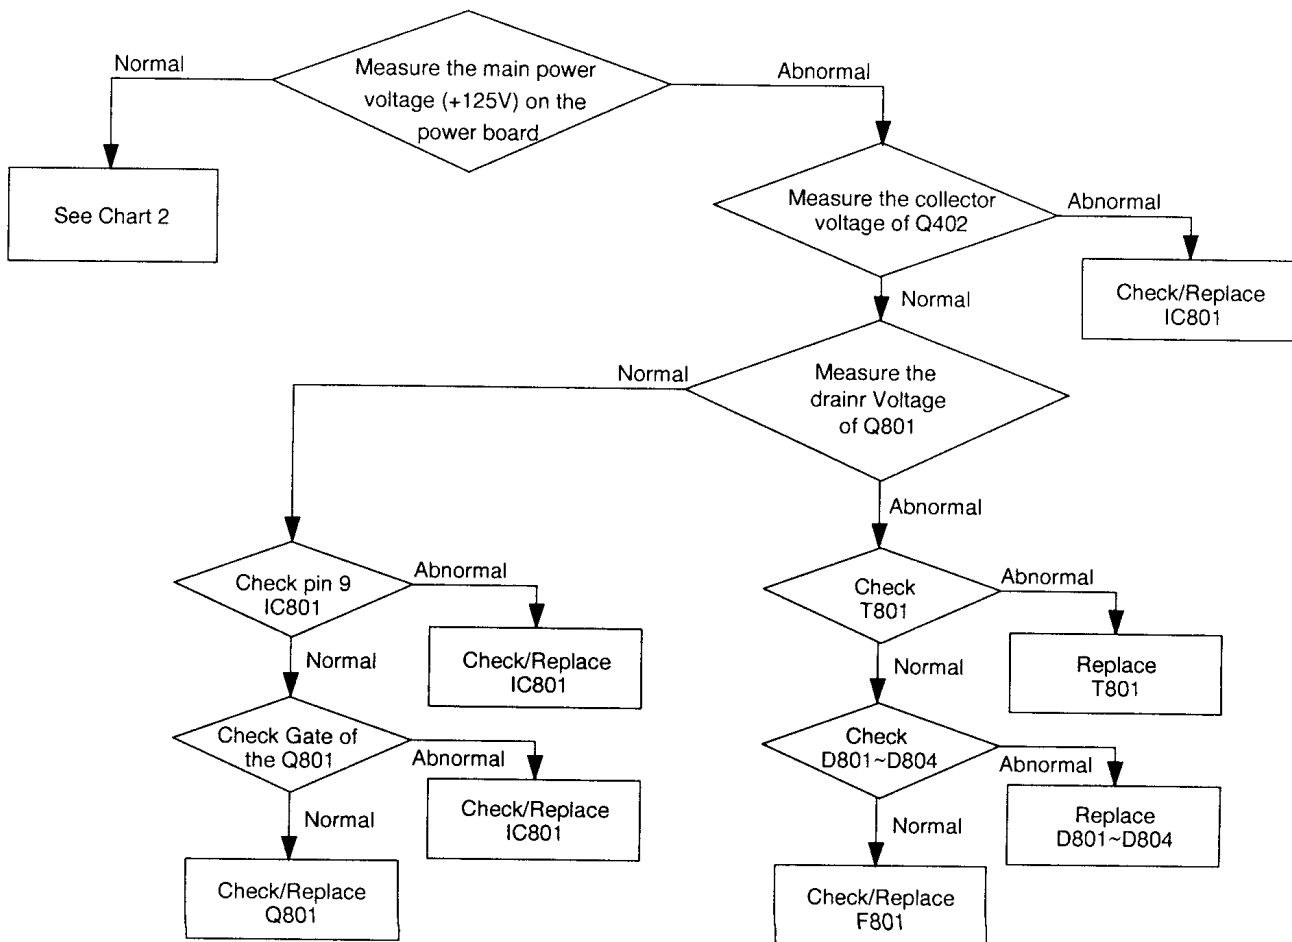 Normal
Measure the main power
voltage (+125V) on the
power board
Abnormal
See Chart 2
Measure the collector
voltage of Q402
Abnormal
Check/Replace
IC801
Normal
Measure the
drainr Voltage
of Q801
Normal
Abnormal
Check pin 9
IC801
Abnormal
Check/Replace
IC801
Normal
Check Gate of
the Q801
Abnormal
Check/Replace
IC801
Normal
Check/Replace
Q801
Check
T801
Abnormal
Replace
T801
Normal
Check
D801~D804
Abnormal
Replace
D801~D804
Normal
Check/Replace
F801